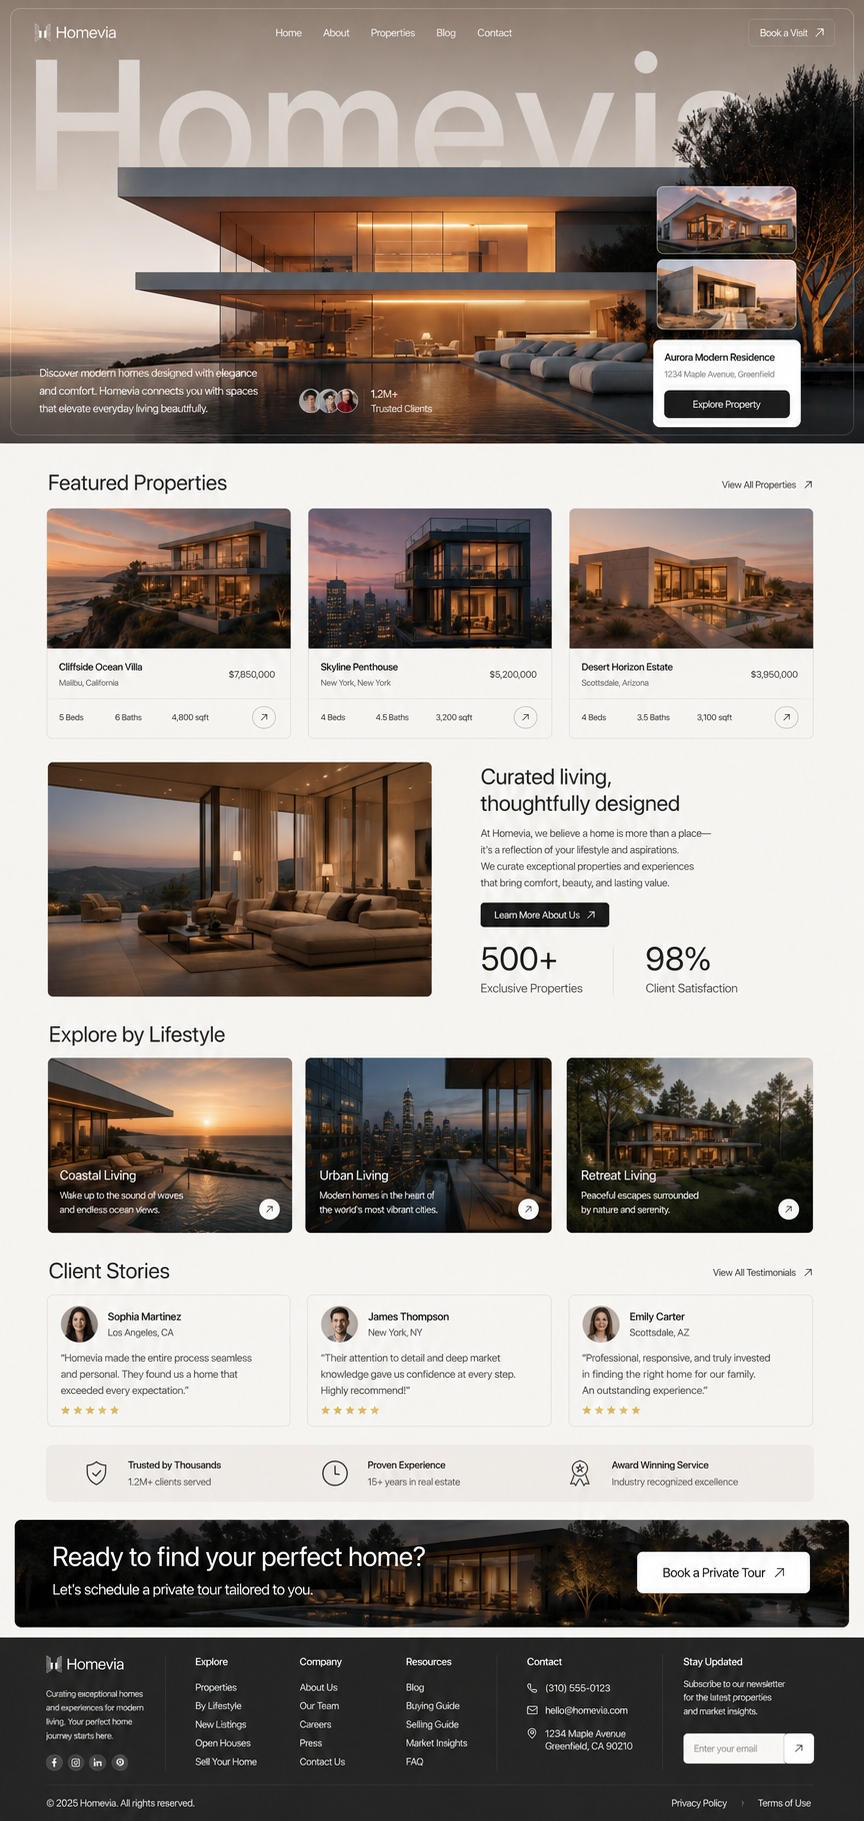 Homevia
Home
About
Properties
Blog
Contact
Book a Visit
Homevia
Discover modern homes designed with elegance
and comfort. Homevia connects you with spaces
that elevate everyday living beautifully.
1.2M+
Trusted Clients
Aurora Modern Residence
1234 Maple Avenue, Greenfield
Explore Property
Featured Properties
View All Properties
Cliffside Ocean Villa
Malibu, California
$7,850,000
5 Beds
6 Baths
4,800 sqft
Skyline Penthouse
New York, New York
$5,200,000
4 Beds
4.5 Baths
3,200 sqft
Desert Horizon Estate
Scottsdale, Arizona
$3,950,000
4 Beds
3.5 Baths
3,100 sqft
Curated living,
thoughtfully designed
At Homevia, we believe a home is more than a place—
it's a reflection of your lifestyle and aspirations.
We curate exceptional properties and experiences
that bring comfort, beauty, and lasting value.
Learn More About Us
500+
Exclusive Properties
98%
Client Satisfaction
Explore by Lifestyle
Coastal Living
Wake up to the sound of waves
and endless ocean views.
Urban Living
Modern homes in the heart of
the world's most vibrant cities.
Retreat Living
Peaceful escapes surrounded
by nature and serenity.
Client Stories
View All Testimonials
Sophia Martinez
Los Angeles, CA
“Homevia made the entire process seamless
and personal. They found us a home that
exceeded every expectation.”
James Thompson
New York, NY
“Their attention to detail and deep market
knowledge gave us confidence at every step.
Highly recommend!”
Emily Carter
Scottsdale, AZ
“Professional, responsive, and truly invested
in finding the right home for our family.
An outstanding experience.”
Trusted by Thousands
1.2M+ clients served
Proven Experience
15+ years in real estate
Award Winning Service
Industry recognized excellence
Ready to find your perfect home?
Let's schedule a private tour tailored to you.
Book a Private Tour
Homevia
Curating exceptional homes
and experiences for modern
living. Your perfect home
journey starts here.
Explore
Properties
By Lifestyle
New Listings
Open Houses
Sell Your Home
Company
About Us
Our Team
Careers
Press
Contact Us
Resources
Blog
Buying Guide
Selling Guide
Market Insights
FAQ
Contact
(310) 555-0123
hello@homevia.com
1234 Maple Avenue
Greenfield, CA 90210
Stay Updated
Subscribe to our newsletter
for the latest properties
and market insights.
Enter your email
© 2025 Homevia. All rights reserved.
Privacy Policy
Terms of Use